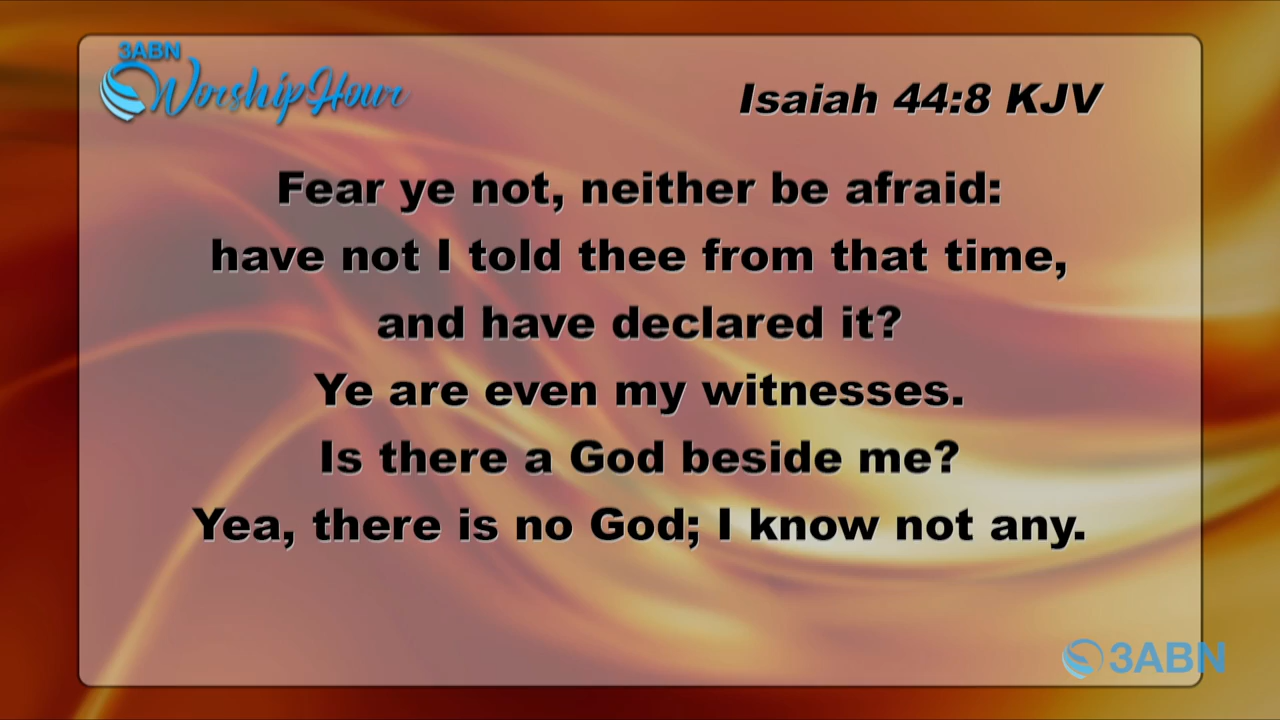 3ABN
Worship Hour
Isaiah 44:8 KJV
Fear ye not, neither be afraid:
have not I told thee from that time,
and have declared it?
Ye are even my witnesses.
Is there a God beside me?
Yea, there is no God; I know not any.
3ABN